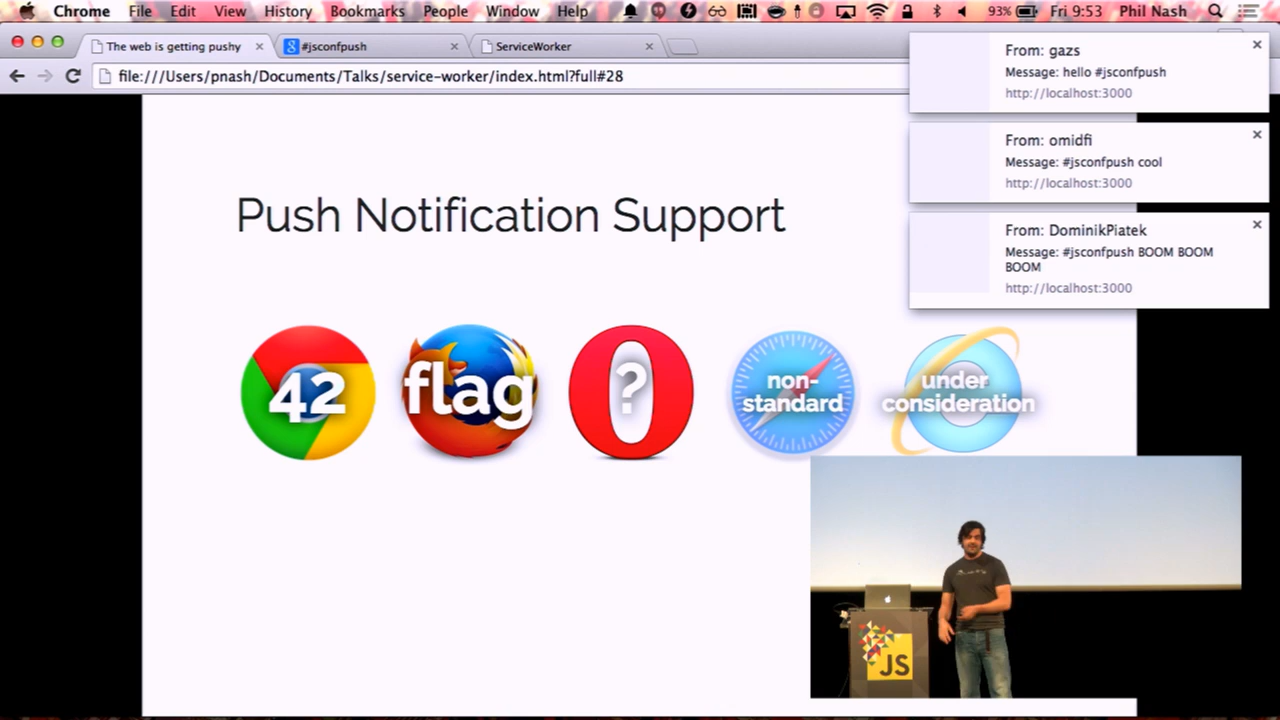 Chrome File Edit View History Bookmarks People Window Help 93% Fri 9:53 Phil Nash
The web is getting pushy
#jsconfpush
ServiceWorker
file:///Users/pnash/Documents/Talks/service-worker/index.html?full#28
From: gazs
Message: hello #jsconfpush
http://localhost:3000
From: omidfi
Message: #jsconfpush cool
http://localhost:3000
From: DominikPiatek
Message: #jsconfpush BOOM BOOM
BOOM
http://localhost:3000
Push Notification Support
42
flag
?
non-
standard
under
consideration
JS